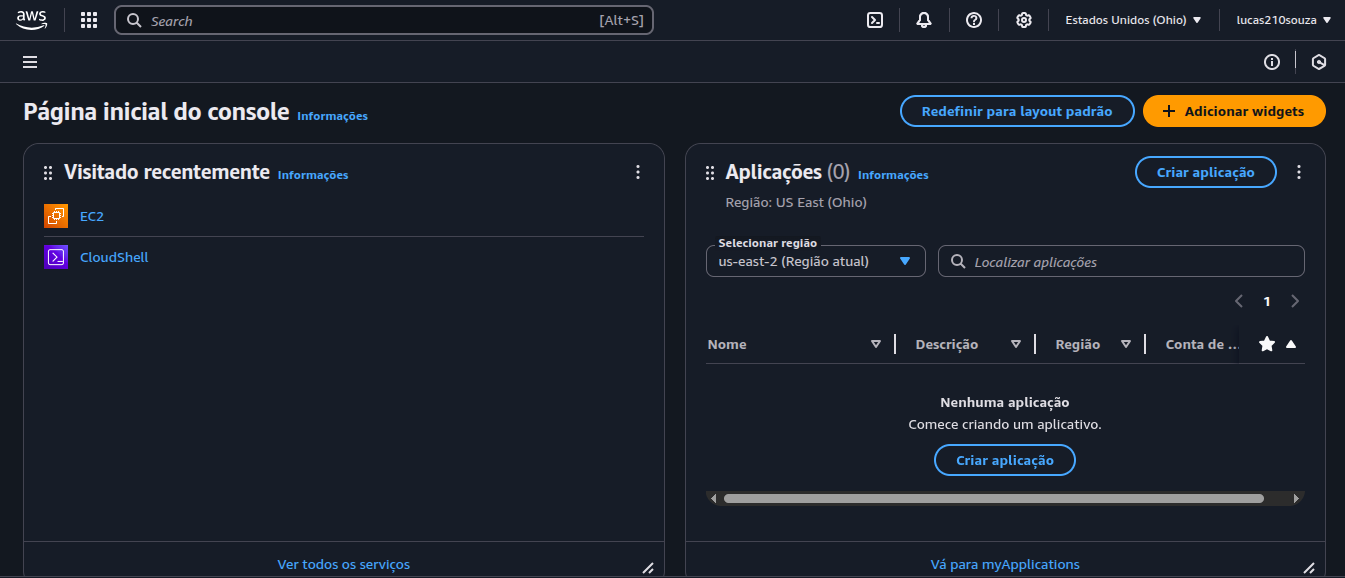 aws
Search [Alt+S]
Estados Unidos (Ohio)
lucas210souza
Página inicial do console Informações
Redefinir para layout padrão
Adicionar widgets
Visitado recentemente Informações
EC2
CloudShell
Ver todos os serviços
Aplicações (0) Informações
Criar aplicação
Região: US East (Ohio)
Selecionar região
us-east-2 (Região atual)
Localizar aplicações
1
Nome Descrição Região Conta de ...
Nenhuma aplicação
Comece criando um aplicativo.
Criar aplicação
Vá para myApplications